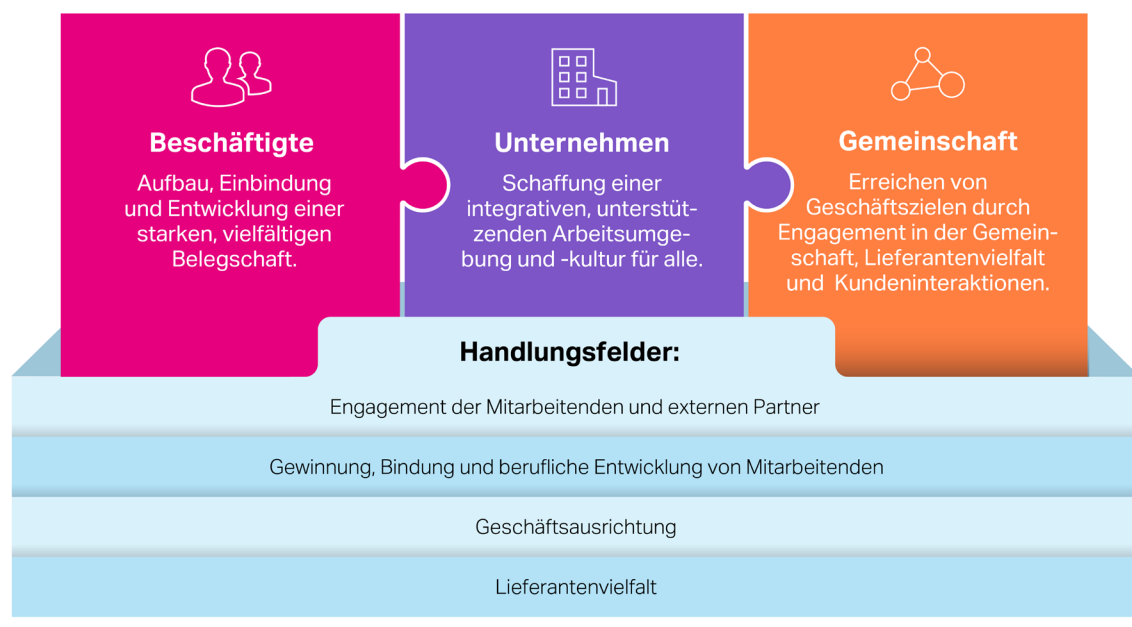 Beschäftigte
Aufbau, Einbindung
und Entwicklung einer
starken, vielfältigen
Belegschaft.
Unternehmen
Schaffung einer
integrativen, unterstüt-
zenden Arbeitsumge-
bung und -kultur für alle.
Gemeinschaft
Erreichen von
Geschäftszielen durch
Engagement in der Gemein-
schaft, Lieferantenvielfalt
und Kundeninteraktionen.
Handlungsfelder:
Engagement der Mitarbeitenden und externen Partner
Gewinnung, Bindung und berufliche Entwicklung von Mitarbeitenden
Geschäftsausrichtung
Lieferantenvielfalt